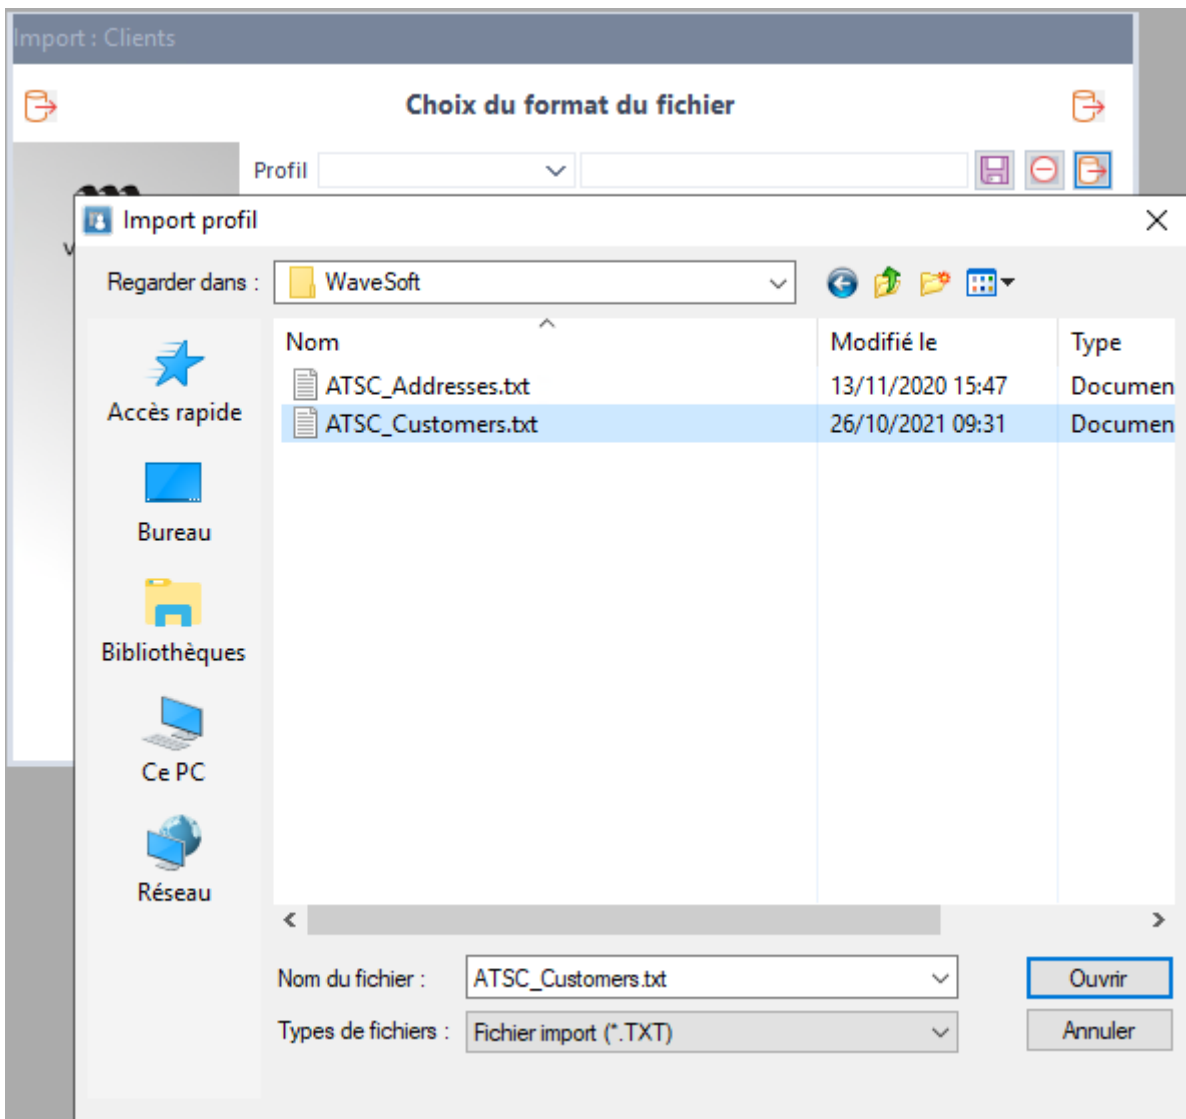 Import : Clients
Choix du format du fichier
Profil
Import profil
Regarder dans : WaveSoft
Nom Modifié le Type
ATSC_Addresses.txt 13/11/2020 15:47 Documen
ATSC_Customers.txt 26/10/2021 09:31 Documen
Accès rapide
Bureau
Bibliothèques
Ce PC
Réseau
Nom du fichier : ATSC_Customers.txt Ouvrir
Types de fichiers : Fichier import (*.TXT) Annuler